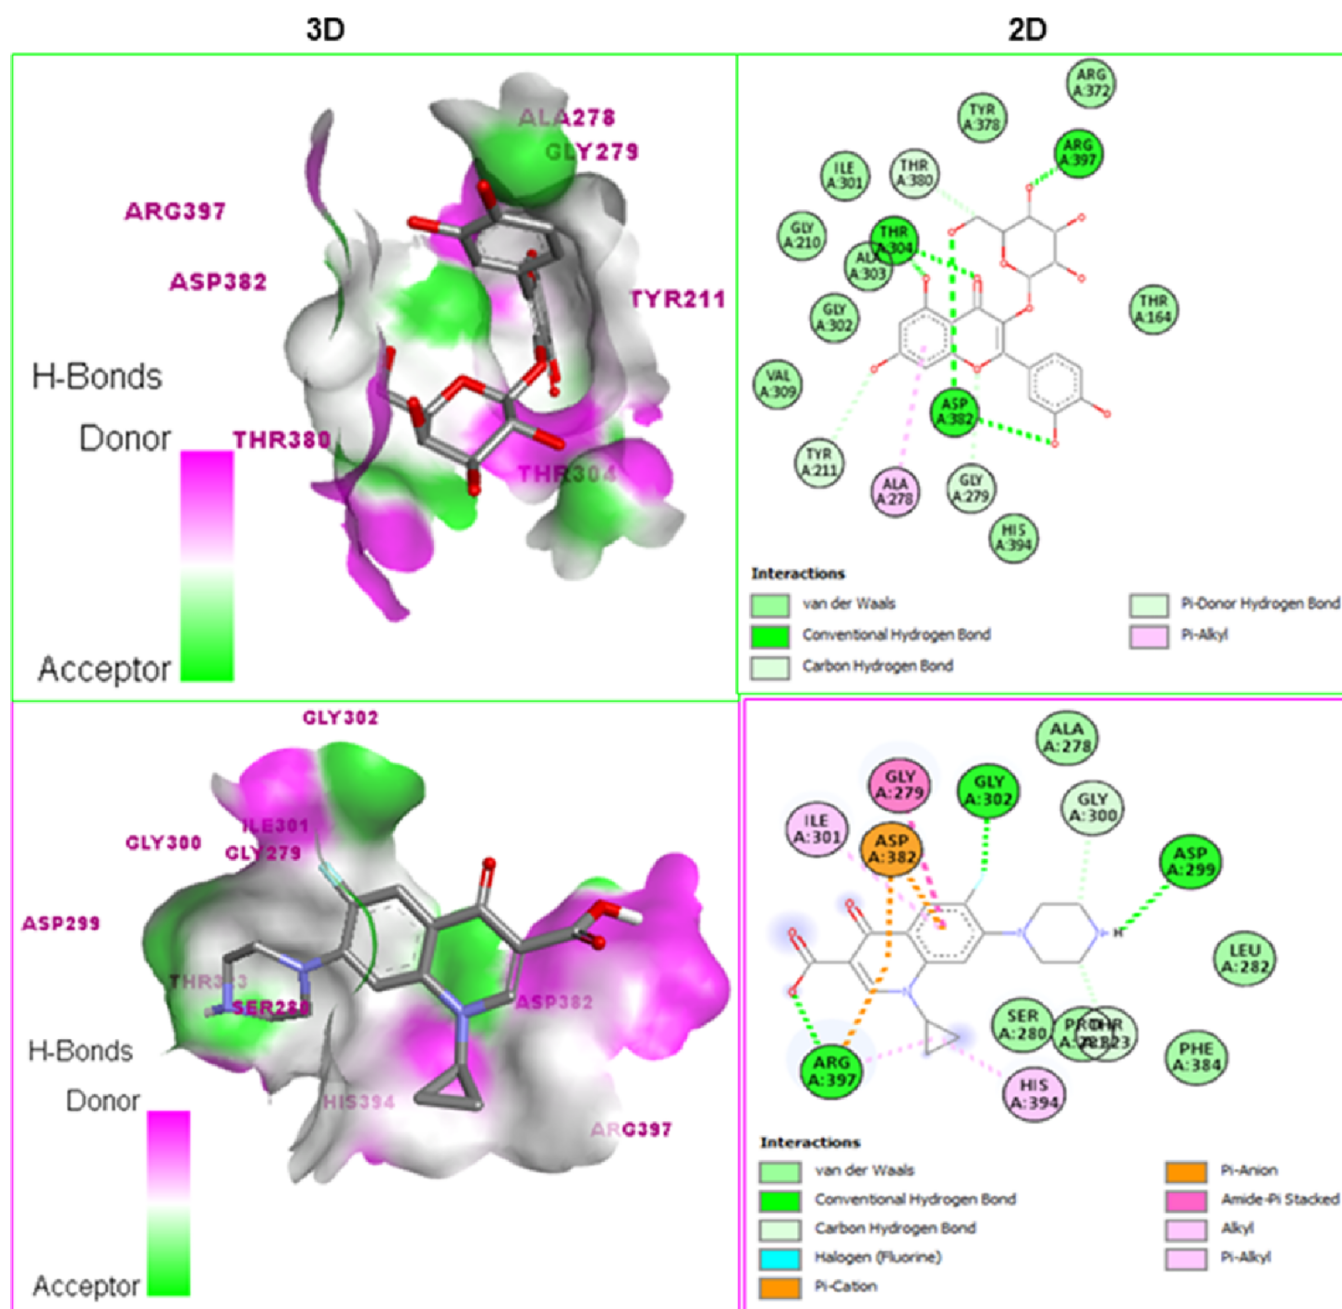 3D
2D
ALA278
GLY279
ARG397
ASP382
TYR211
H-Bonds
Donor
THR380
THR304
Acceptor
ARG
A:372
TYR
A:378
ARG
A:397
THR
A:380
ILE
A:301
GLY
A:210
THR
A:304
ALA
A:303
GLY
A:302
THR
A:164
VAL
A:309
ASP
A:382
TYR
A:211
ALA
A:278
GLY
A:279
HIS
A:394
Interactions
van der Waals
Conventional Hydrogen Bond
Carbon Hydrogen Bond
Pi-Donor Hydrogen Bond
Pi-Alkyl
GLY302
ILE301
GLY300
GLY279
ASP299
SER280
ASP382
H-Bonds
Donor
HIS394
ARG397
Acceptor
ALA
A:278
GLY
A:279
GLY
A:302
GLY
A:300
ILE
A:301
ASP
A:382
ASP
A:299
H
N
N
LEU
A:282
SER
A:280
PHE
A:384
ARG
A:397
HIS
A:394
Interactions
van der Waals
Conventional Hydrogen Bond
Carbon Hydrogen Bond
Halogen (Fluorine)
Pi-Cation
Pi-Anion
Amide-Pi Stacked
Alkyl
Pi-Alkyl